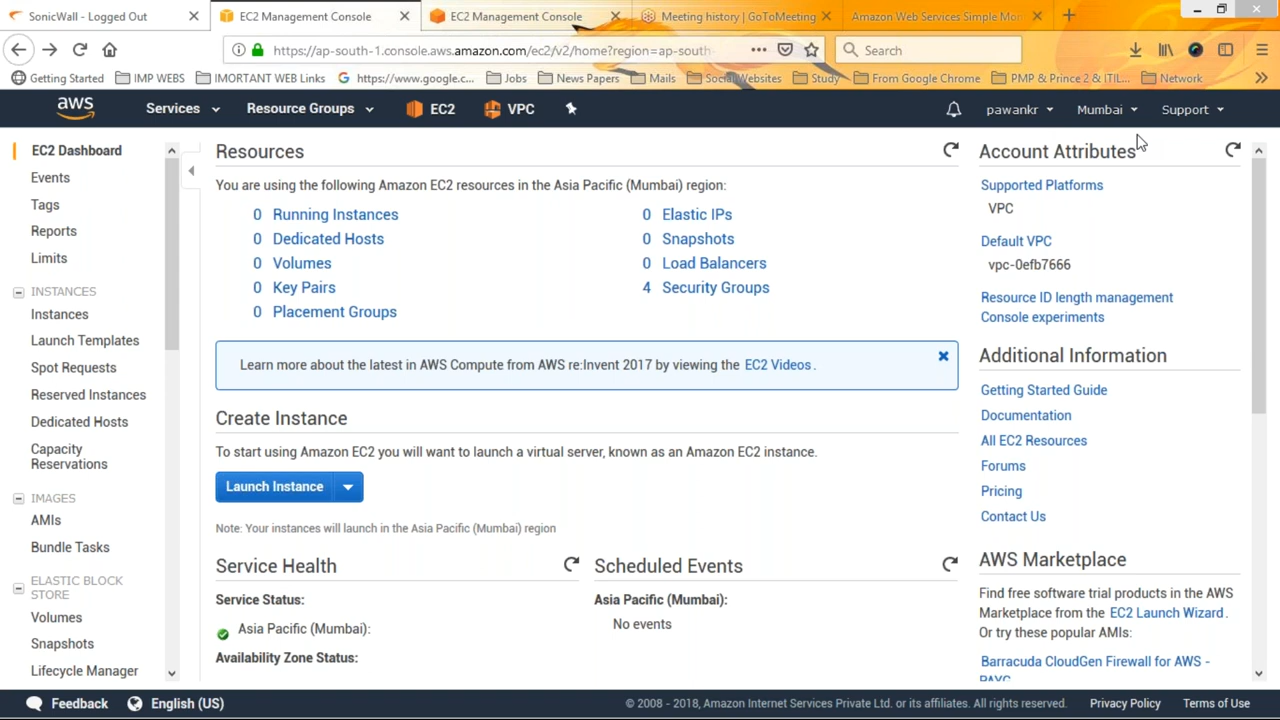 SonicWall - Logged Out
EC2 Management Console
EC2 Management Console
Meeting history | GoToMeeting
Amazon Web Services Simple Mon
https://ap-south-1.console.aws.amazon.com/ec2/v2/home?region=ap-south-
Search
Getting Started
IMP WEBS
IMORTANT WEB Links
https://www.google.c...
Jobs
News Papers
Mails
Social Websites
Study
From Google Chrome
PMP & Prince 2 & ITIL...
Network
aws
Services
Resource Groups
EC2
VPC
pawankr
Mumbai
Support
EC2 Dashboard
Events
Tags
Reports
Limits
INSTANCES
Instances
Launch Templates
Spot Requests
Reserved Instances
Dedicated Hosts
Capacity
Reservations
IMAGES
AMIs
Bundle Tasks
ELASTIC BLOCK
STORE
Volumes
Snapshots
Lifecycle Manager
Resources
You are using the following Amazon EC2 resources in the Asia Pacific (Mumbai) region:
0 Running Instances
0 Elastic IPs
0 Dedicated Hosts
0 Snapshots
0 Volumes
0 Load Balancers
0 Key Pairs
4 Security Groups
0 Placement Groups
Learn more about the latest in AWS Compute from AWS re:Invent 2017 by viewing the EC2 Videos.
Create Instance
To start using Amazon EC2 you will want to launch a virtual server, known as an Amazon EC2 instance.
Launch Instance
Note: Your instances will launch in the Asia Pacific (Mumbai) region
Service Health
Service Status:
Asia Pacific (Mumbai):
Availability Zone Status:
Scheduled Events
Asia Pacific (Mumbai):
No events
Account Attributes
Supported Platforms
VPC
Default VPC
vpc-0efb7666
Resource ID length management
Console experiments
Additional Information
Getting Started Guide
Documentation
All EC2 Resources
Forums
Pricing
Contact Us
AWS Marketplace
Find free software trial products in the AWS
Marketplace from the EC2 Launch Wizard.
Or try these popular AMIs:
Barracuda CloudGen Firewall for AWS -
PAYG
Feedback
English (US)
© 2008 - 2018, Amazon Internet Services Private Ltd. or its affiliates. All rights reserved.
Privacy Policy
Terms of Use